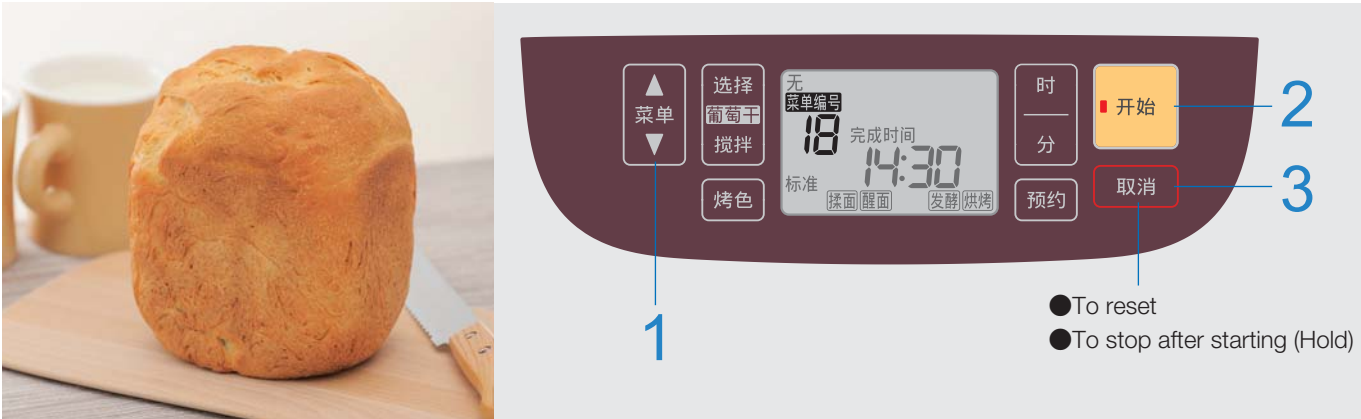 ▲
菜单
▼
选择
葡萄干
搅拌
烤色
无
菜单编号
18
完成时间
14:30
标准
揉面 醒面 发酵 烘烤
时
分
预约
开始
取消
1
2
3
●To reset
●To stop after starting (Hold)